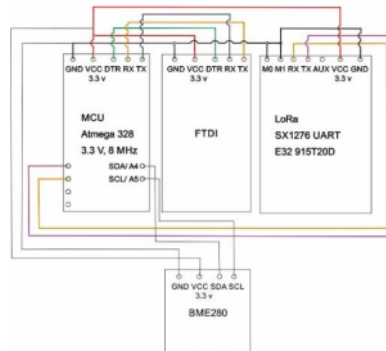 GND VCC DTR RX TX
3.3 v
MCU
Atmega 328
3.3 V, 8 MHz
SDA/ A4
SCL/ A5
GND VCC DTR RX TX
3.3 v
FTDI
M0 M1 RX TX AUX VCC GND
3.3 v
LoRa
SX1276 UART
E32 915T20D
GND VCC SDA SCL
3.3 v
BME280